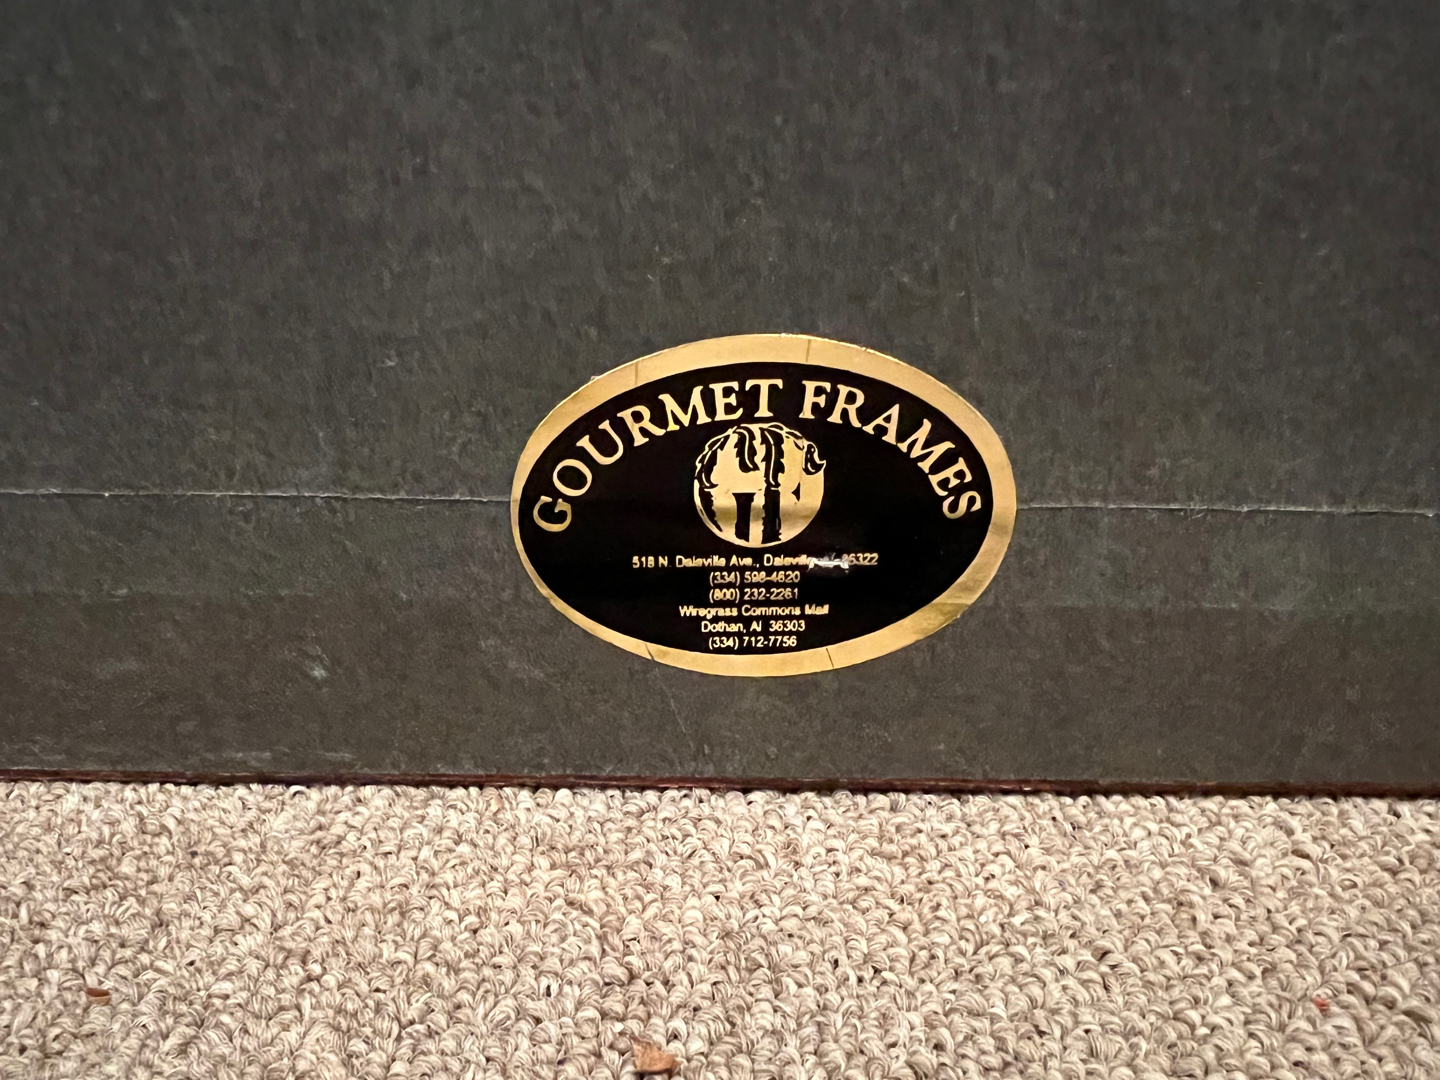 GOURMET FRAMES
518 N. Daleville Ave., Daleville 36322
(334) 598-4620
(800) 232-2261
Wiregrass Commons Mall
Dothan, Al 36303
(334) 712-7756